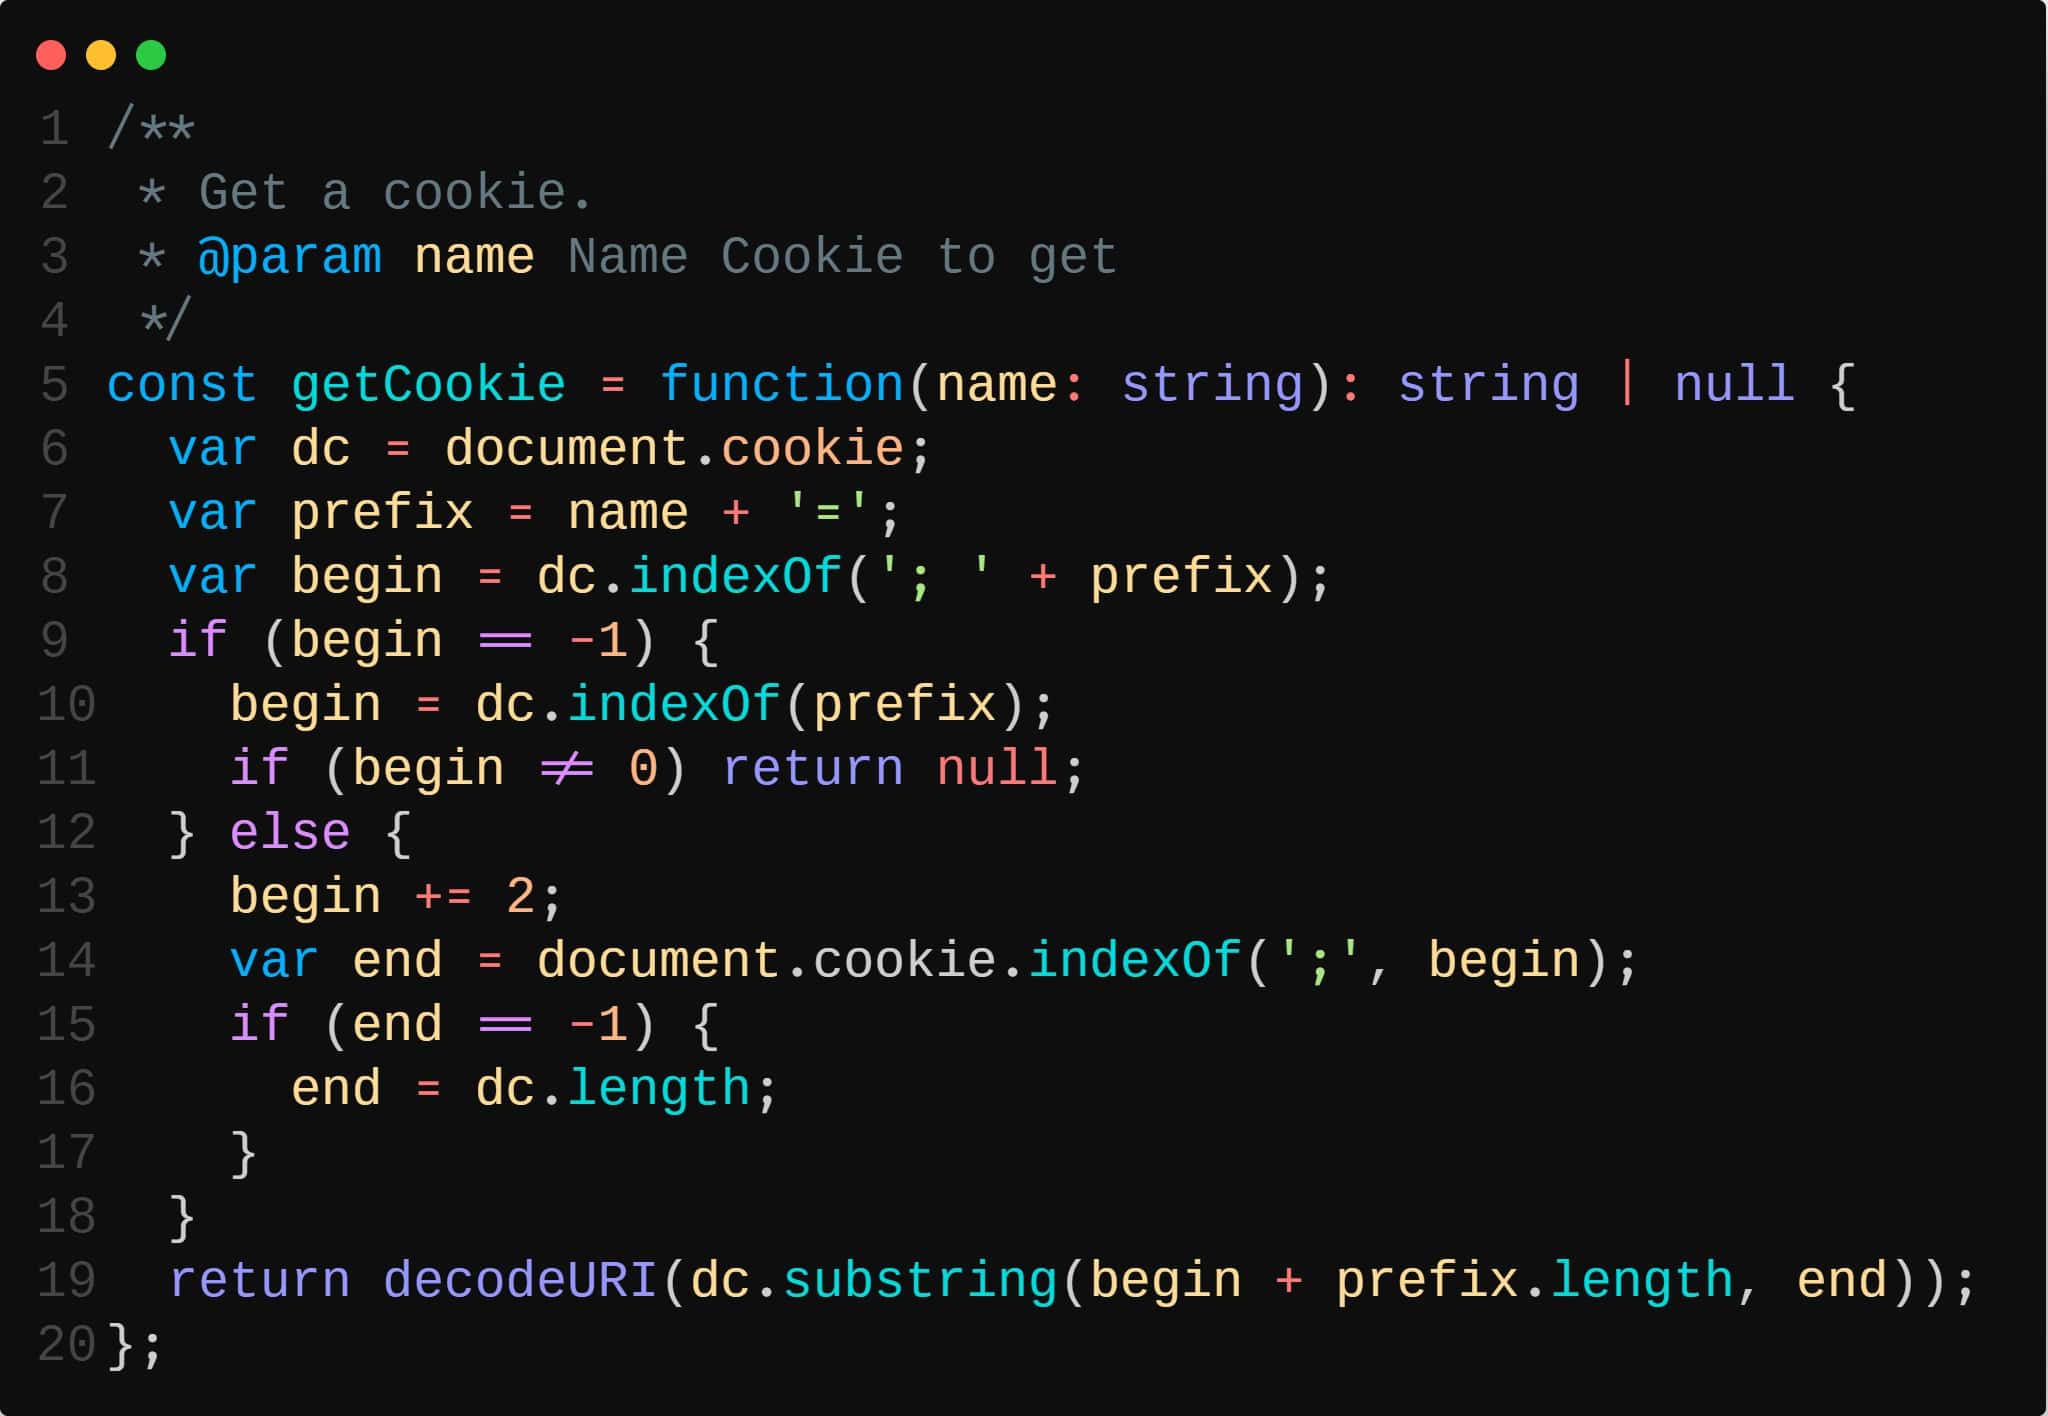 1 /**
2  * Get a cookie.
3  * @param name Name Cookie to get
4  */
5 const getCookie = function(name: string): string | null {
6   var dc = document.cookie;
7   var prefix = name + '=';
8   var begin = dc.indexOf('; ' + prefix);
9   if (begin == -1) {
10     begin = dc.indexOf(prefix);
11     if (begin != 0) return null;
12   } else {
13     begin += 2;
14     var end = document.cookie.indexOf(';', begin);
15     if (end == -1) {
16       end = dc.length;
17     }
18   }
19   return decodeURI(dc.substring(begin + prefix.length, end));
20 };